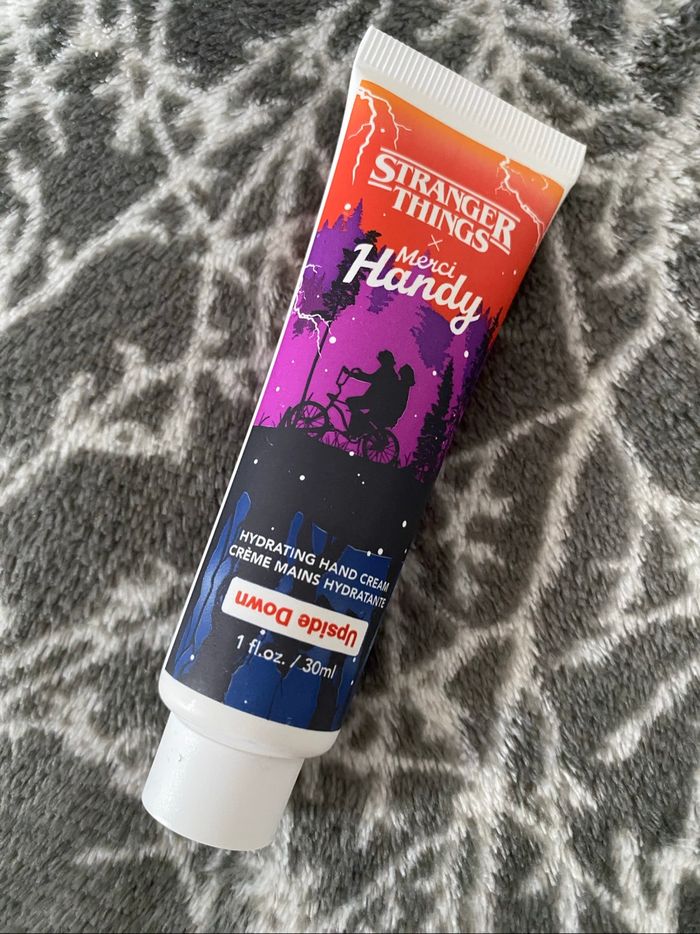 STRANGER
THINGS
×
Merci
Handy
HYDRATING HAND CREAM
CRÈME MAINS HYDRATANTE
Upside Down
1 fl.oz. / 30ml